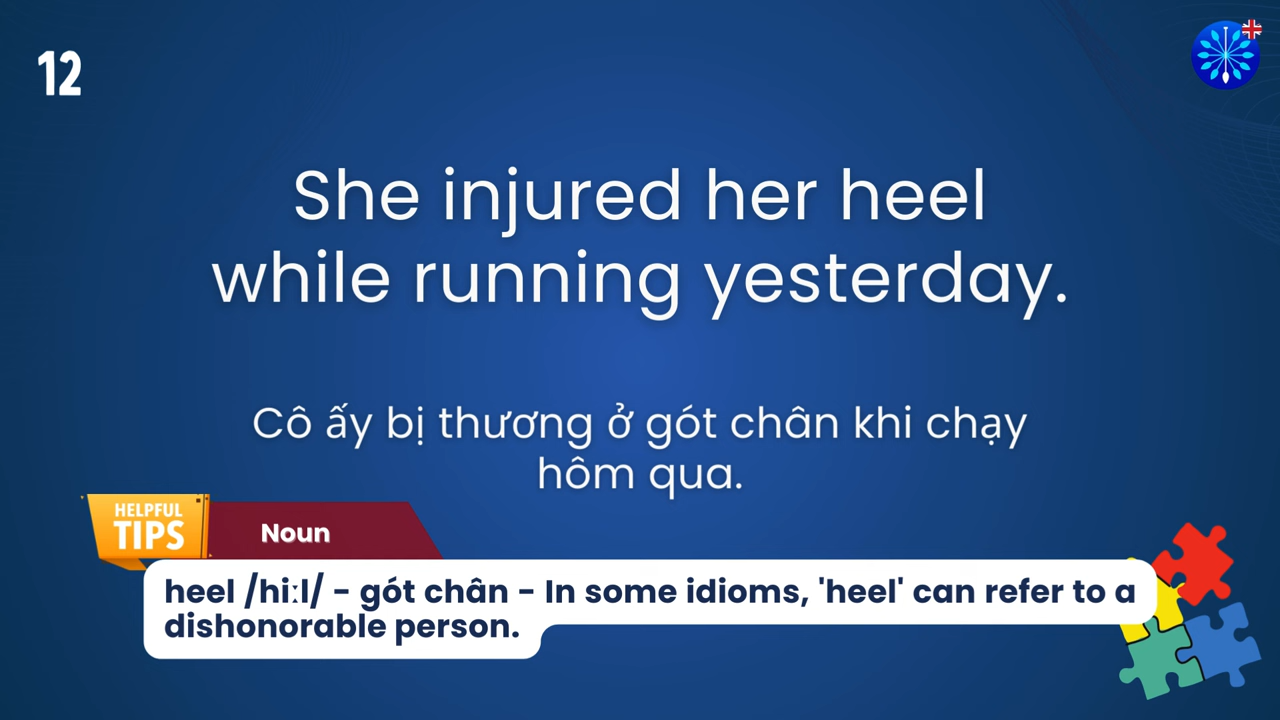 12
She injured her heel
while running yesterday.
Cô ấy bị thương ở gót chân khi chạy
hôm qua.
HELPFUL
TIPS
Noun
heel /hiːl/ - gót chân - In some idioms, 'heel' can refer to a
dishonorable person.